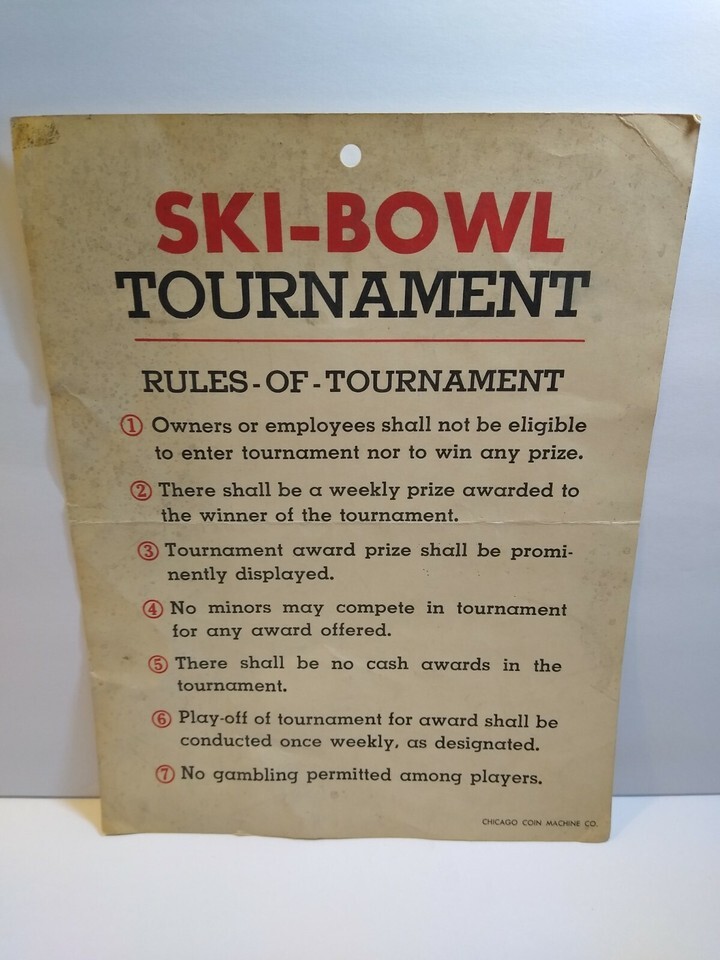 SKI-BOWL
TOURNAMENT
RULES-OF-TOURNAMENT
① Owners or employees shall not be eligible
to enter tournament nor to win any prize.
② There shall be a weekly prize awarded to
the winner of the tournament.
③ Tournament award prize shall be promi-
nently displayed.
④ No minors may compete in tournament
for any award offered.
⑤ There shall be no cash awards in the
tournament.
⑥ Play-off of tournament for award shall be
conducted once weekly, as designated.
⑦ No gambling permitted among players.
CHICAGO COIN MACHINE CO.